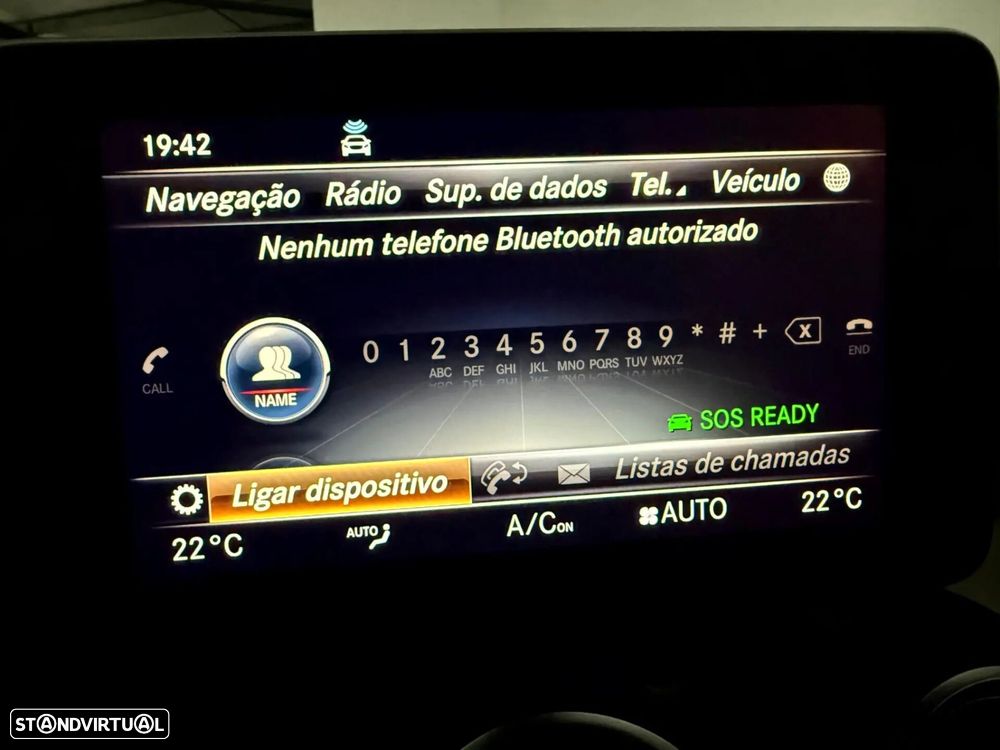 19:42
Navegação Rádio Sup. de dados Tel. Veículo
Nenhum telefone Bluetooth autorizado
0 1 2 3 4 5 6 7 8 9 * # + X
ABC DEF GHI JKL MNO PQRS TUV WXYZ
CALL
NAME
END
SOS READY
Ligar dispositivo Listas de chamadas
22°C AUTO A/C ON AUTO 22°C
STANDVIRTUAL